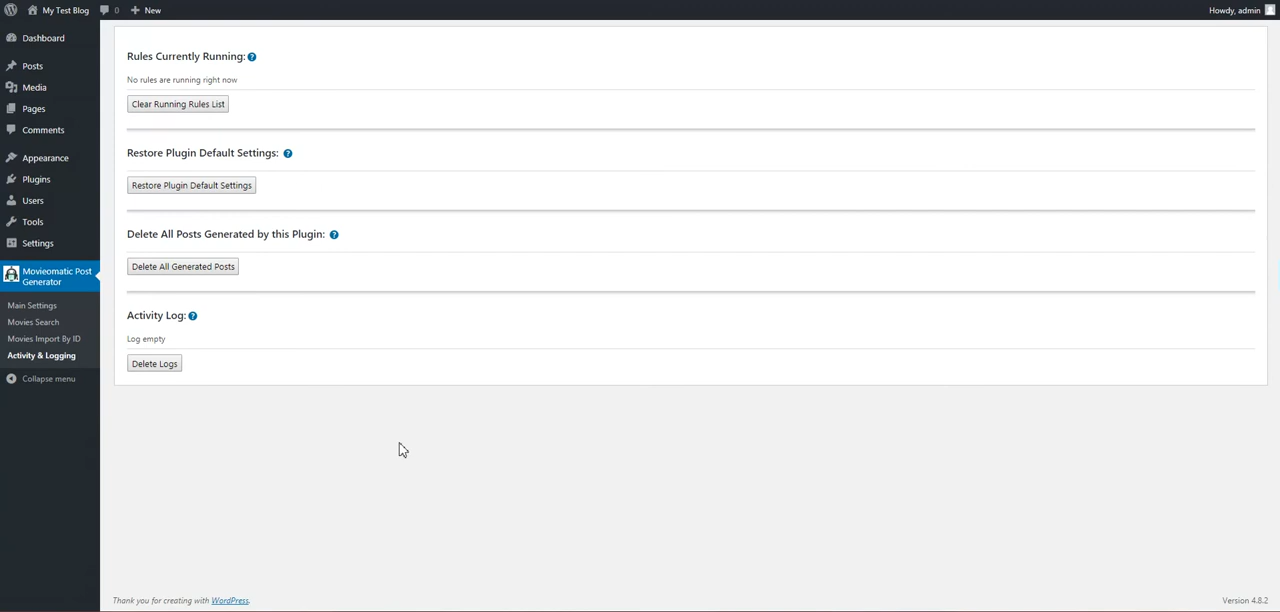 My Test Blog 0 New Howdy, admin
Dashboard
Posts
Media
Pages
Comments
Appearance
Plugins
Users
Tools
Settings
Movieomatic Post
Generator
Main Settings
Movies Search
Movies Import By ID
Activity & Logging
Collapse menu
Rules Currently Running: ?
No rules are running right now
Clear Running Rules List
Restore Plugin Default Settings: ?
Restore Plugin Default Settings
Delete All Posts Generated by this Plugin: ?
Delete All Generated Posts
Activity Log: ?
Log empty
Delete Logs
Thank you for creating with WordPress. Version 4.8.2